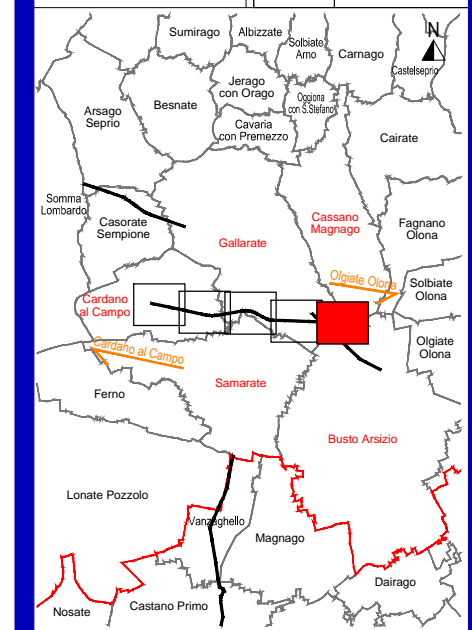 Sumirago
Albizzate
Solbiate
Arno
Carnago
N
Castelseprio
Jerago
con Orago
Besnate
Oggiona
con S.Stefano
Arsago
Seprio
Cavaria
con Premezzo
Cairate
Somma
Lombardo
Casorate
Sempione
Gallarate
Cassano
Magnago
Fagnano
Olona
Olgiate Olona
Solbiate
Olona
Cardano
al Campo
Olgiate
Olona
Cardano al Campo
Ferno
Samarate
Busto Arsizio
Lonate Pozzolo
Vanzaghello
Magnago
Dairago
Nosate
Castano Primo